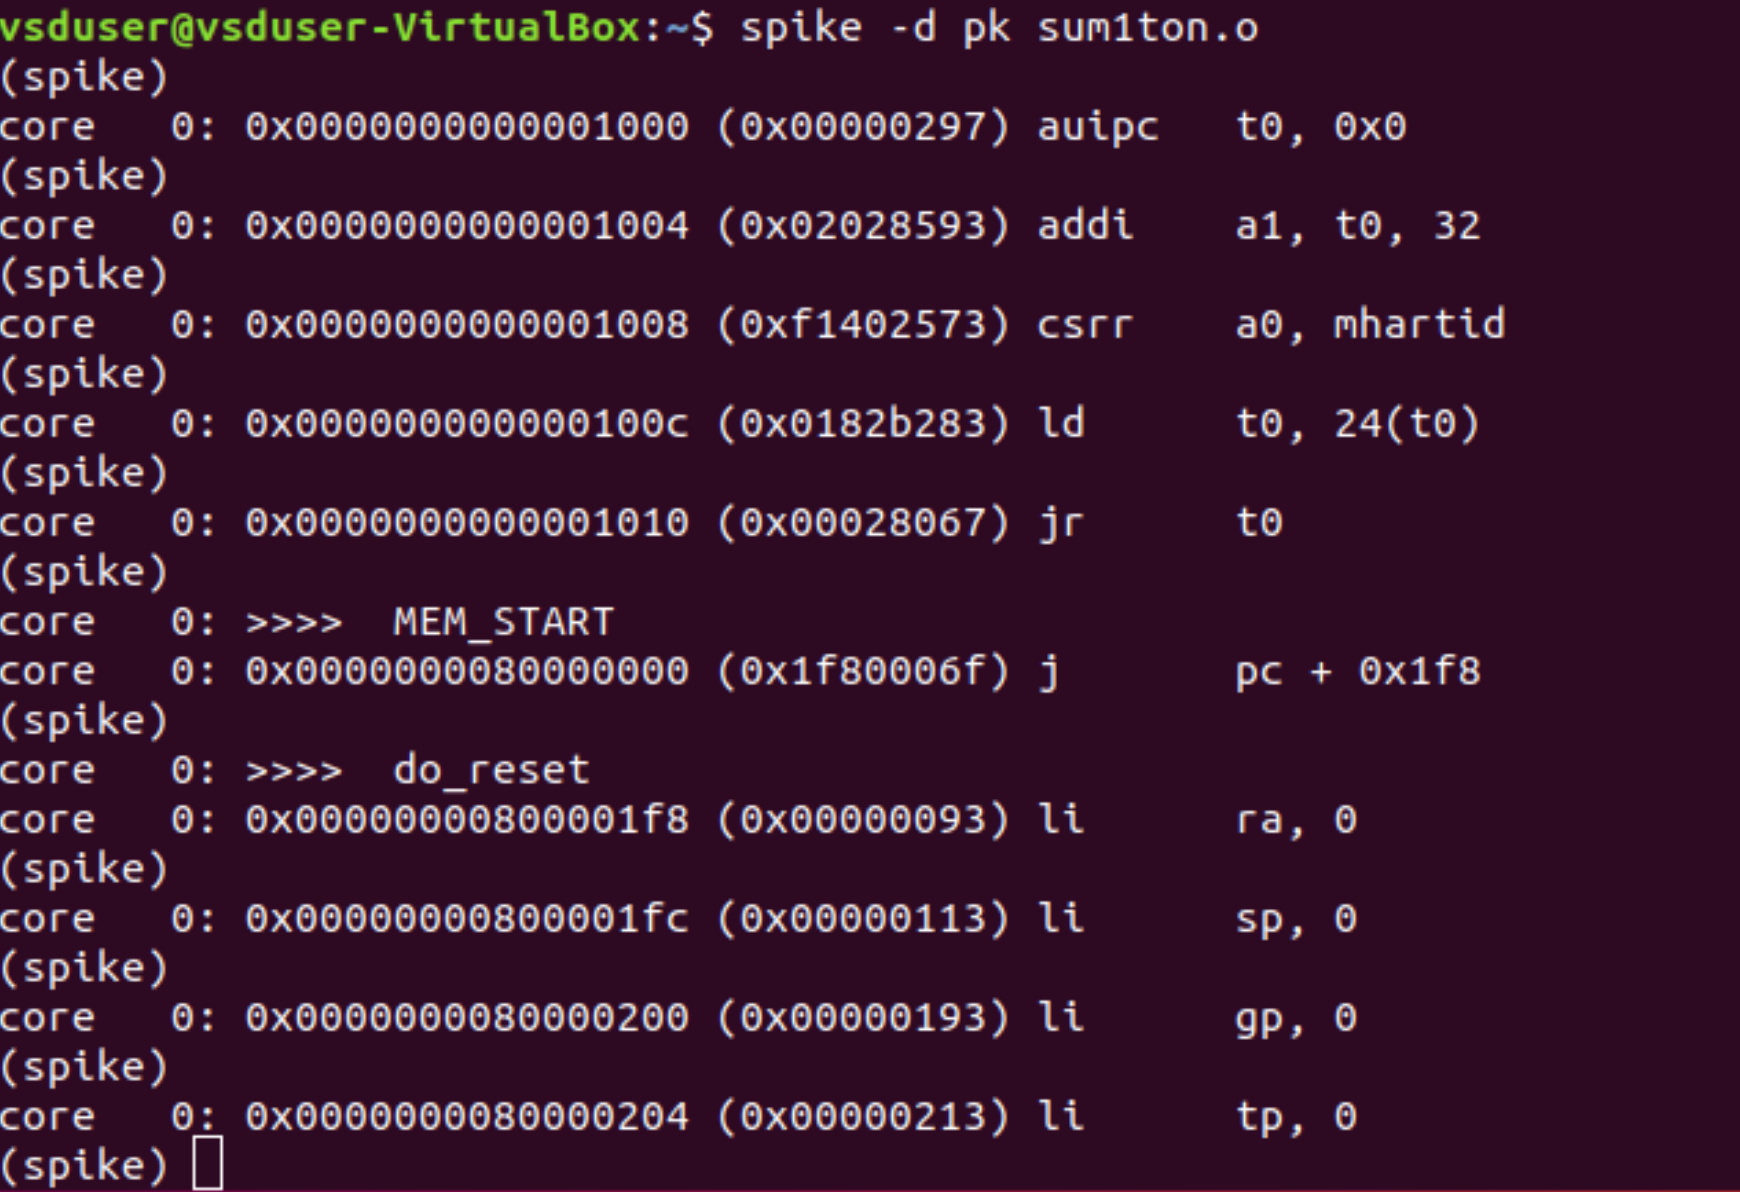 vsduser@vsduser-VirtualBox:~$ spike -d pk sum1ton.o
(spike)
core   0: 0x0000000000001000 (0x00000297) auipc   t0, 0x0
(spike)
core   0: 0x0000000000001004 (0x02028593) addi    a1, t0, 32
(spike)
core   0: 0x0000000000001008 (0xf1402573) csrr    a0, mhartid
(spike)
core   0: 0x000000000000100c (0x0182b283) ld      t0, 24(t0)
(spike)
core   0: 0x0000000000001010 (0x00028067) jr      t0
(spike)
core   0: >>>>  MEM_START
core   0: 0x0000000080000000 (0x1f80006f) j       pc + 0x1f8
(spike)
core   0: >>>>  do_reset
core   0: 0x00000000800001f8 (0x00000093) li      ra, 0
(spike)
core   0: 0x00000000800001fc (0x00000113) li      sp, 0
(spike)
core   0: 0x0000000080000200 (0x00000193) li      gp, 0
(spike)
core   0: 0x0000000080000204 (0x00000213) li      tp, 0
(spike)